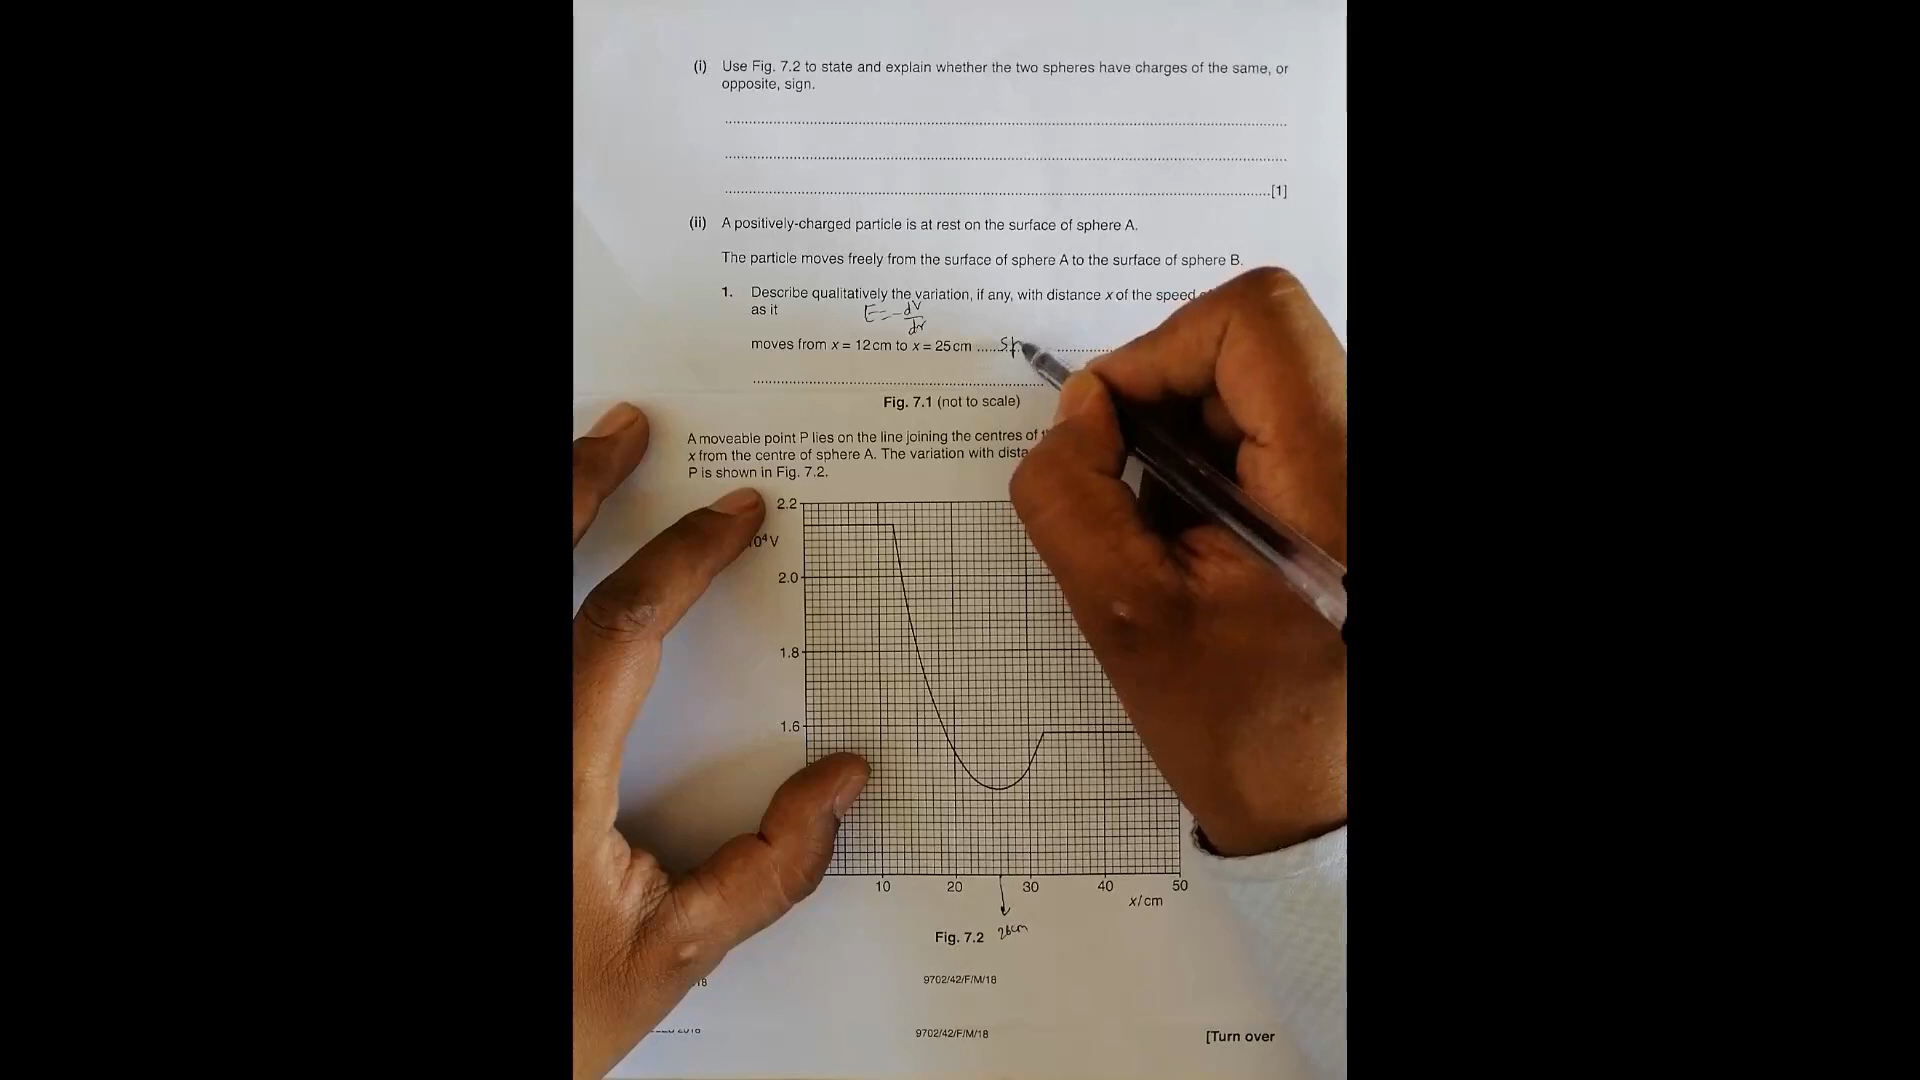 (i) Use Fig. 7.2 to state and explain whether the two spheres have charges of the same, or
opposite, sign.
[1]
(ii) A positively-charged particle is at rest on the surface of sphere A.
The particle moves freely from the surface of sphere A to the surface of sphere B.
1. Describe qualitatively the variation, if any, with distance x of the speed
as it
E = -dV/dr
moves from x = 12 cm to x = 25 cm ...... sp
Fig. 7.1 (not to scale)
A moveable point P lies on the line joining the centres of
x from the centre of sphere A. The variation with
P is shown in Fig. 7.2.
2.2
10⁴ V
2.0
1.8
1.6
10 20 30 40 50
x/cm
26cm
Fig. 7.2
9702/42/F/M/18
2018
9702/42/F/M/18
[Turn over